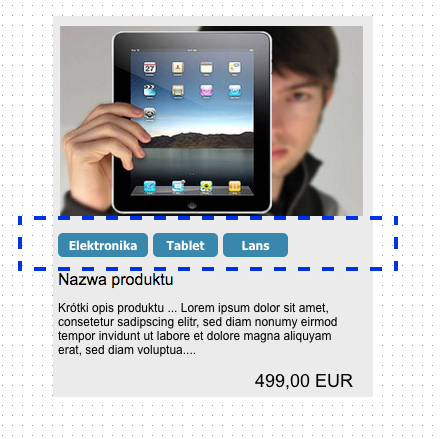 Elektronika Tablet Lans
Nazwa produktu
Krótki opis produktu ... Lorem ipsum dolor sit amet,
consetetur sadipscing elitr, sed diam nonumy eirmod
tempor invidunt ut labore et dolore magna aliquyam
erat, sed diam voluptua....
499,00 EUR